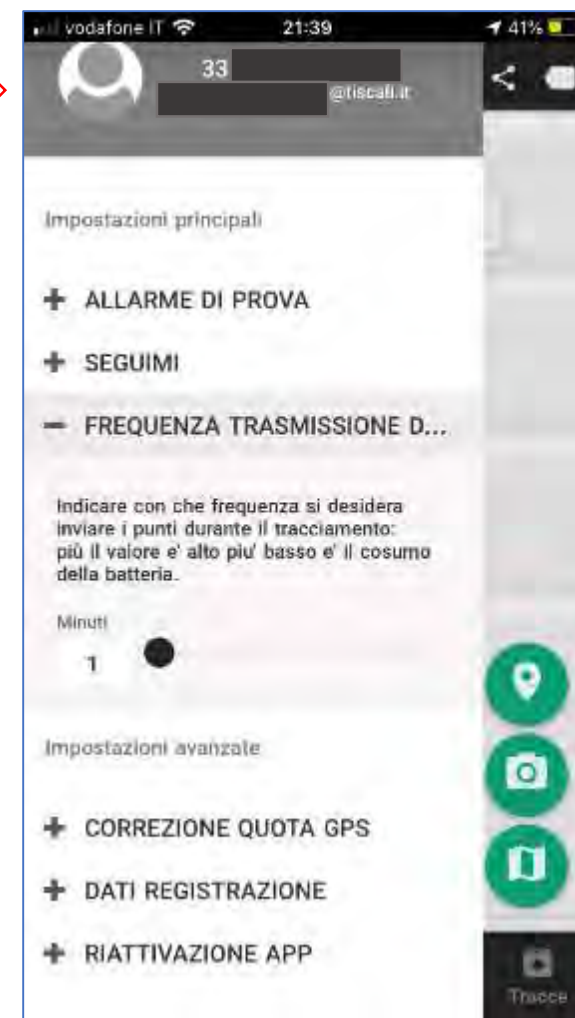 vodafone IT 21:39 41%
33
@tiscali.it
Impostazioni principali
+ ALLARME DI PROVA
+ SEGUIMI
− FREQUENZA TRASMISSIONE D...
Indicare con che frequenza si desidera
inviare i punti durante il tracciamento:
più il valore e' alto piu' basso e' il cosumo
della batteria.
Minuti
1
Impostazioni avanzate
+ CORREZIONE QUOTA GPS
+ DATI REGISTRAZIONE
+ RIATTIVAZIONE APP
Tracce